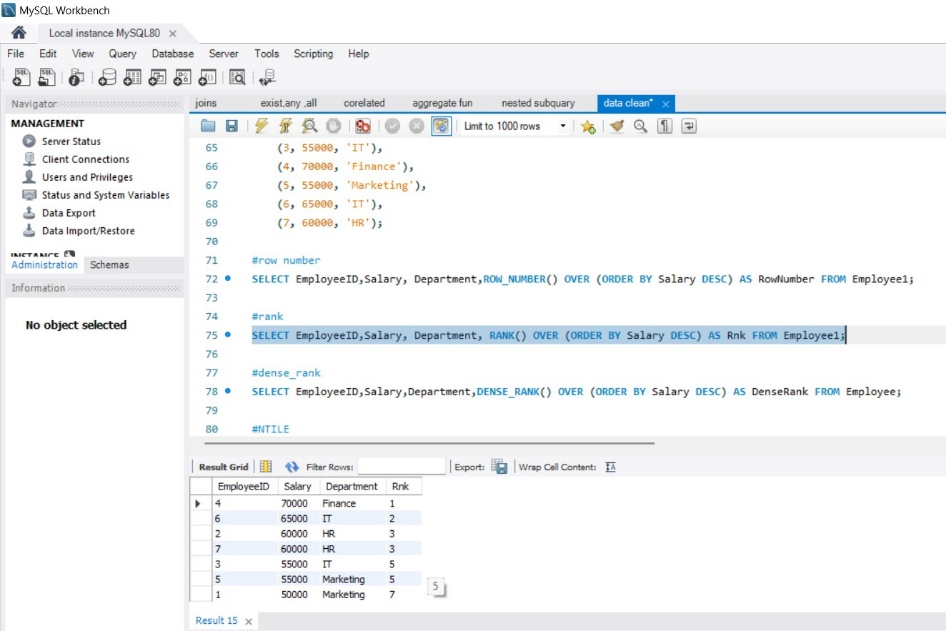 MySQL Workbench
Local instance MySQL80 ×
File Edit View Query Database Server Tools Scripting Help
Navigator
joins exist,any ,all corelated aggregate fun nested subquary data clean* ×
MANAGEMENT
Server Status
Client Connections
Users and Privileges
Status and System Variables
Data Export
Data Import/Restore
INSTANCE
Administration Schemas
Information
No object selected
Limit to 1000 rows
65 (3, 55000, 'IT'),
66 (4, 70000, 'Finance'),
67 (5, 55000, 'Marketing'),
68 (6, 65000, 'IT'),
69 (7, 60000, 'HR');
70
71 #row number
72 SELECT EmployeeID,Salary, Department,ROW_NUMBER() OVER (ORDER BY Salary DESC) AS RowNumber FROM Employee1;
73
74 #rank
75 SELECT EmployeeID,Salary, Department, RANK() OVER (ORDER BY Salary DESC) AS Rnk FROM Employee1;
76
77 #dense_rank
78 SELECT EmployeeID,Salary,Department,DENSE_RANK() OVER (ORDER BY Salary DESC) AS DenseRank FROM Employee;
79
80 #NTILE
Result Grid Filter Rows: Export: Wrap Cell Content: IA
EmployeeID Salary Department Rnk
4 70000 Finance 1
6 65000 IT 2
2 60000 HR 3
7 60000 HR 3
3 55000 IT 5
5 55000 Marketing 5
5
1 50000 Marketing 7
Result 15 ×